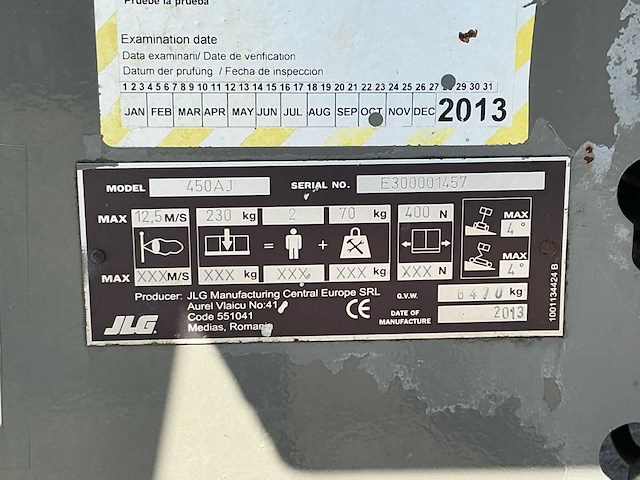 Pruebe la prueba
Examination date
Data examinarii/ Date de verification
Datum der prufung / Fecha de inspección
1 2 3 4 5 6 7 8 9 10 11 12 13 14 15 16 17 18 19 20 21 22 23 24 25 26 27 28 29 30 31
JAN FEB MAR APR MAY JUN JUL AUG SEP OCT NOV DEC 2013
MODEL 450AJ SERIAL NO. E300001457
MAX 12,5 M/S 230 kg 2 70 kg 400 N MAX 4°
= +
MAX XXX M/S XXX kg XXX XXX kg XXX N MAX 4°
Producer: JLG Manufacturing Central Europe SRL
Aurel Vlaicu No:41
Code 551041
Medias, Romania
JLG CE
G.V.W. 6470 kg
DATE OF MANUFACTURE 2013
1001134424 B